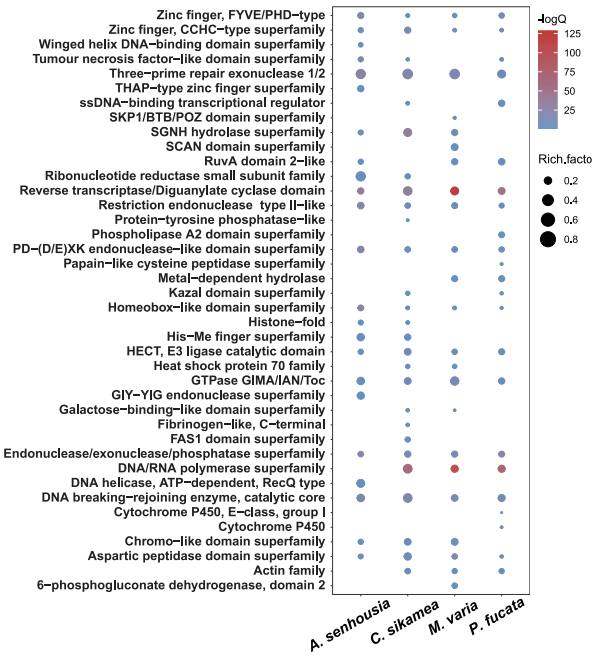 Zinc finger, FYVE/PHD−type
Zinc finger, CCHC−type superfamily
Winged helix DNA−binding domain superfamily
Tumour necrosis factor−like domain superfamily
Three−prime repair exonuclease 1/2
THAP−type zinc finger superfamily
ssDNA−binding transcriptional regulator
SKP1/BTB/POZ domain superfamily
SGNH hydrolase superfamily
SCAN domain superfamily
RuvA domain 2−like
Ribonucleotide reductase small subunit family
Reverse transcriptase/Diguanylate cyclase domain
Restriction endonuclease type II−like
Protein−tyrosine phosphatase−like
Phospholipase A2 domain superfamily
PD−(D/E)XK endonuclease−like domain superfamily
Papain−like cysteine peptidase superfamily
Metal−dependent hydrolase
Kazal domain superfamily
Homeobox−like domain superfamily
Histone−fold
His−Me finger superfamily
HECT, E3 ligase catalytic domain
Heat shock protein 70 family
GTPase GIMA/IAN/Toc
GIY−YIG endonuclease superfamily
Galactose−binding−like domain superfamily
Fibrinogen−like, C−terminal
FAS1 domain superfamily
Endonuclease/exonuclease/phosphatase superfamily
DNA/RNA polymerase superfamily
DNA helicase, ATP−dependent, RecQ type
DNA breaking−rejoining enzyme, catalytic core
Cytochrome P450, E−class, group I
Cytochrome P450
Chromo−like domain superfamily
Aspartic peptidase domain superfamily
Actin family
6−phosphogluconate dehydrogenase, domain 2
A. senhousia
C. sikamea
M. varia
P. fucata
-logQ
125
100
75
50
25
Rich.facto
0.2
0.4
0.6
0.8